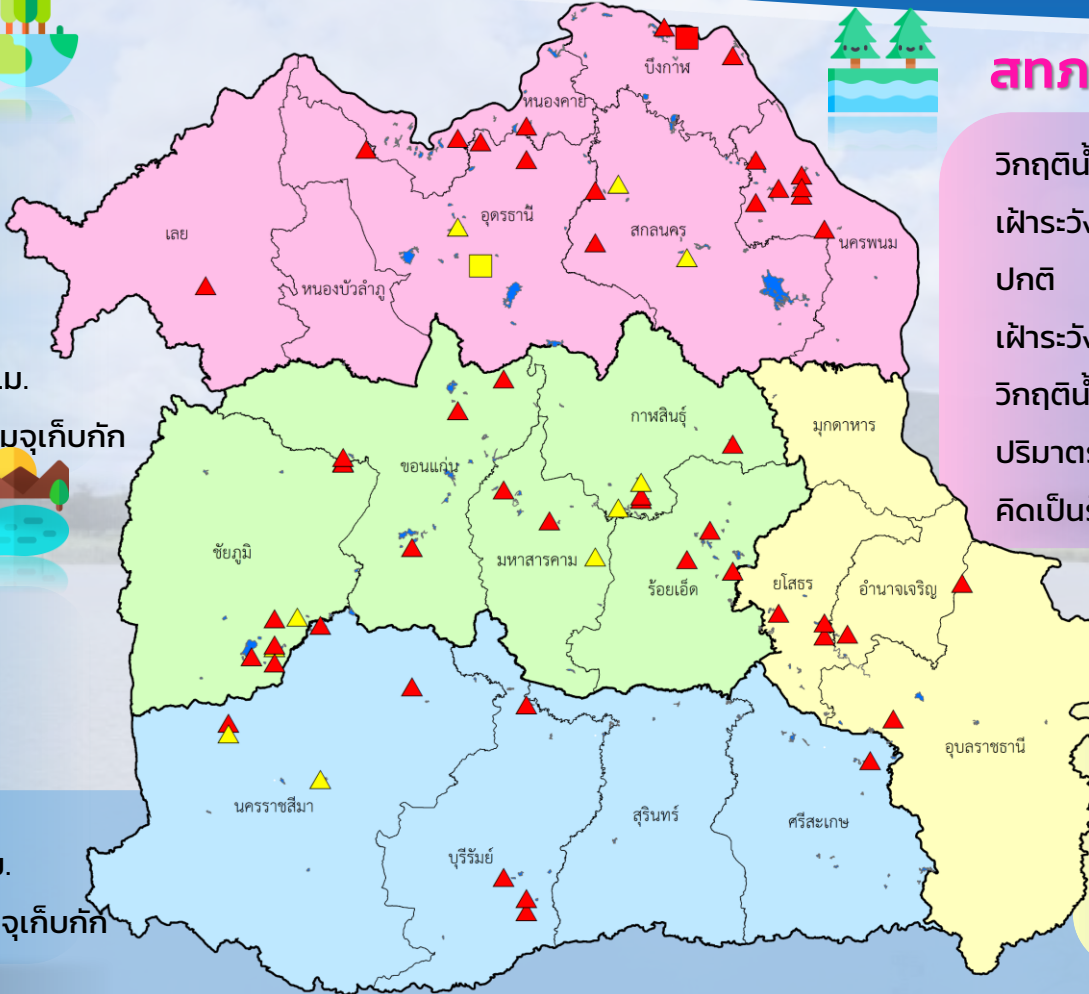 สทภ
วิกฤติน้
เฝ้าระวัง
ปกติ
เฝ้าระวัง
วิกฤติน้
ปริมาตร
คิดเป็นร
บึงกาฬ
หนองคาย
เลย
อุดรธานี
สกลนคร
นครพนม
หนองบัวลำภู
.ม.
มจุเก็บกัก
กาฬสินธุ์
มุกดาหาร
ขอนแก่น
ชัยภูมิ
มหาสารคาม
ร้อยเอ็ด
ยโสธร
อำนาจเจริญ
อุบลราชธานี
นครราชสีมา
สุรินทร์
ศรีสะเกษ
บุรีรัมย์
ม.
จุเก็บกัก